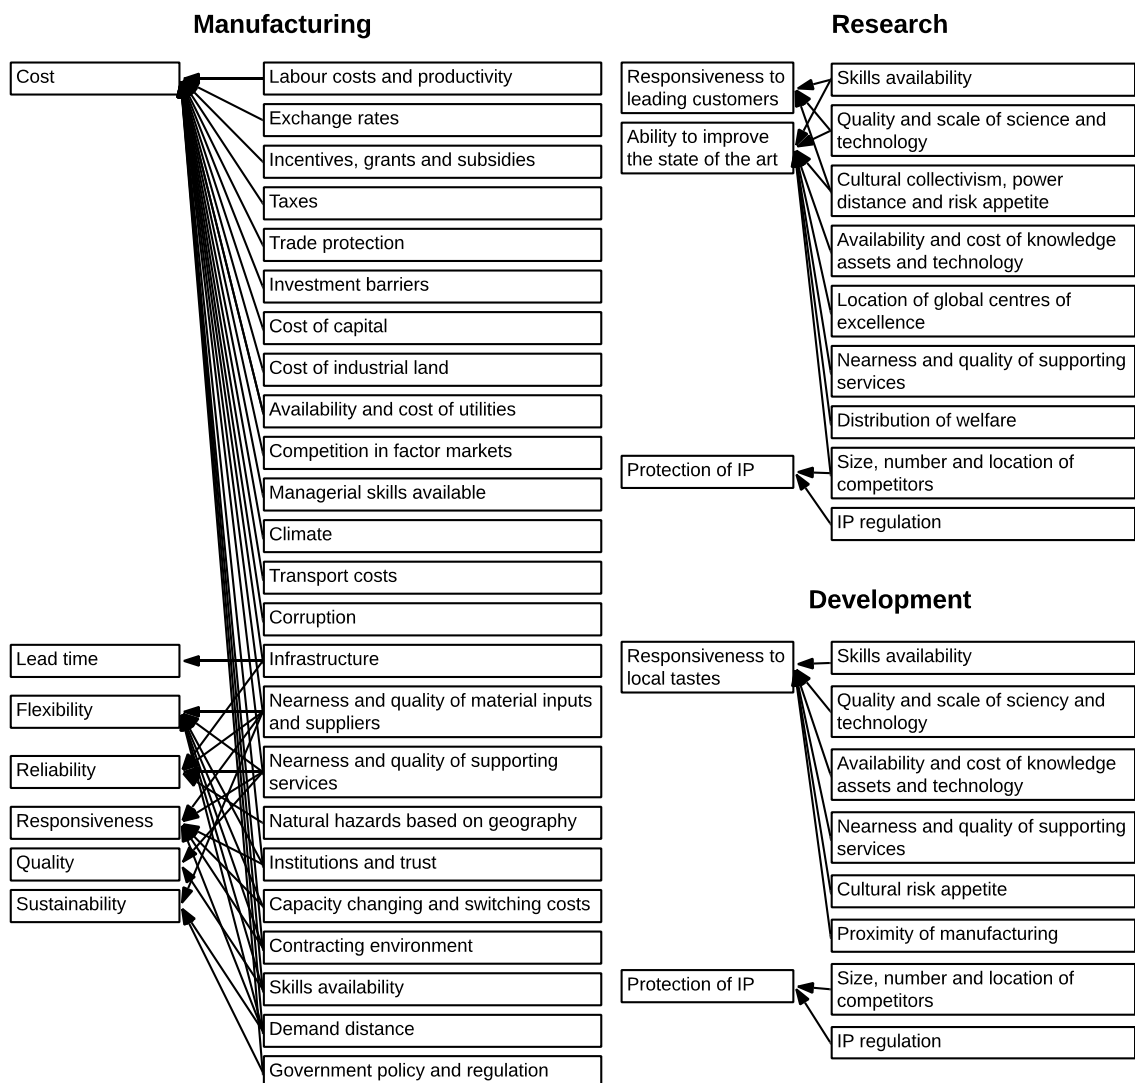 Manufacturing
Cost
Lead time
Flexibility
Reliability
Responsiveness
Quality
Sustainability
Labour costs and productivity
Exchange rates
Incentives, grants and subsidies
Taxes
Trade protection
Investment barriers
Cost of capital
Cost of industrial land
Availability and cost of utilities
Competition in factor markets
Managerial skills available
Climate
Transport costs
Corruption
Infrastructure
Nearness and quality of material inputs
and suppliers
Nearness and quality of supporting
services
Natural hazards based on geography
Institutions and trust
Capacity changing and switching costs
Contracting environment
Skills availability
Demand distance
Government policy and regulation
Research
Responsiveness to
leading customers
Ability to improve
the state of the art
Protection of IP
Skills availability
Quality and scale of science and
technology
Cultural collectivism, power
distance and risk appetite
Availability and cost of knowledge
assets and technology
Location of global centres of
excellence
Nearness and quality of supporting
services
Distribution of welfare
Size, number and location of
competitors
IP regulation
Development
Responsiveness to
local tastes
Protection of IP
Skills availability
Quality and scale of sciency and
technology
Availability and cost of knowledge
assets and technology
Nearness and quality of supporting
services
Cultural risk appetite
Proximity of manufacturing
Size, number and location of
competitors
IP regulation